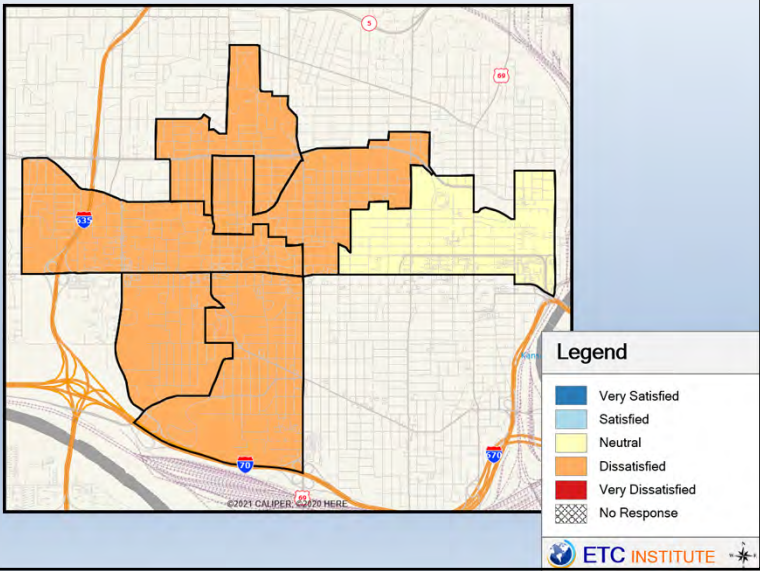 5
69
635
Legend
Very Satisfied
Satisfied
Neutral
Dissatisfied
Very Dissatisfied
No Response
70
670
69
©2021 CALIPER; ©2020 HERE
ETC INSTITUTE